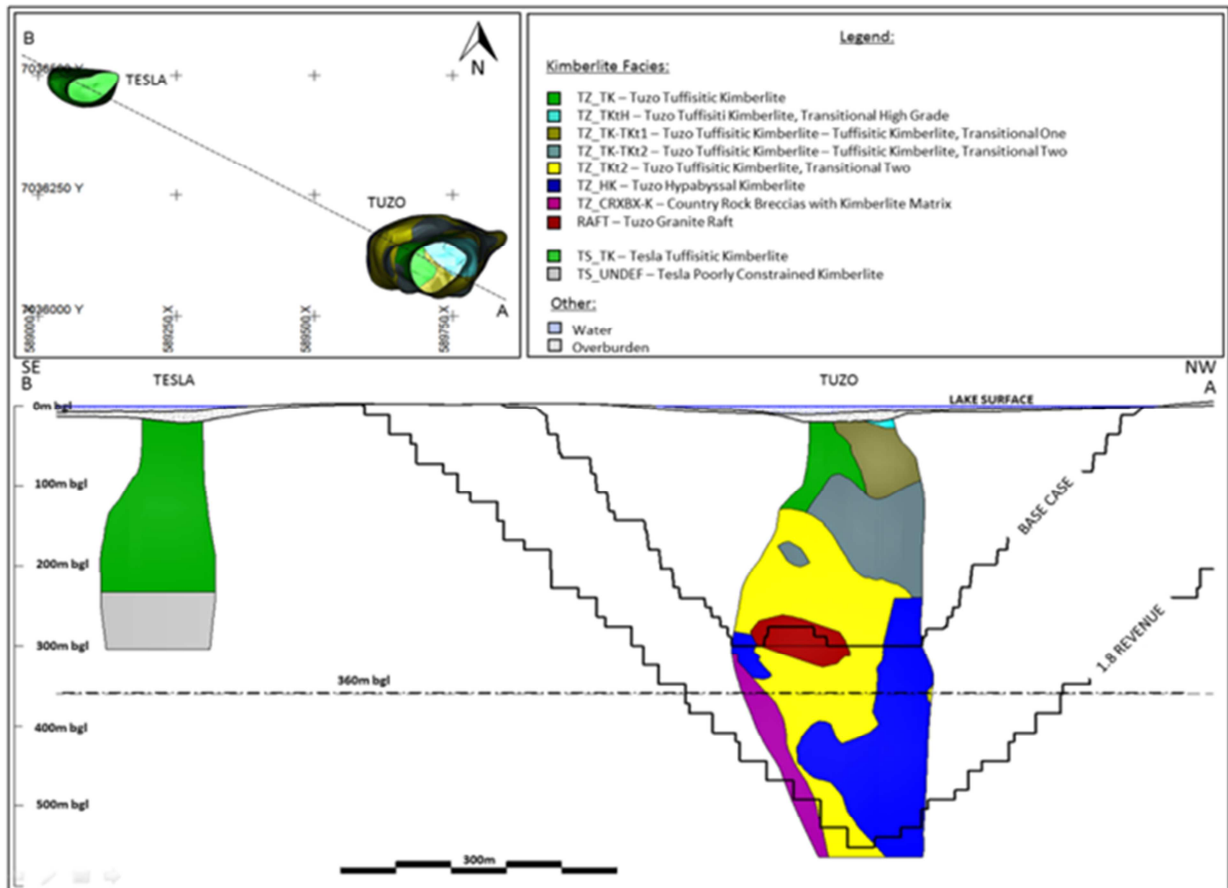 B
N
TESLA
7036500 Y
7036250 Y
TUZO
7036000 Y
A
589000 X
589250 X
589500 X
589750 X
Legend:
Kimberlite Facies:
TZ_TK – Tuzo Tuffisitic Kimberlite
TZ_TKtH – Tuzo Tuffisiti Kimberlite, Transitional High Grade
TZ_TK-TKt1 – Tuzo Tuffisitic Kimberlite – Tuffisitic Kimberlite, Transitional One
TZ_TK-TKt2 – Tuzo Tuffisitic Kimberlite – Tuffisitic Kimberlite, Transitional Two
TZ_TKt2 – Tuzo Tuffisitic Kimberlite, Transitional Two
TZ_HK – Tuzo Hypabyssal Kimberlite
TZ_CRXBX-K – Country Rock Breccias with Kimberlite Matrix
RAFT – Tuzo Granite Raft
TS_TK – Tesla Tuffisitic Kimberlite
TS_UNDEF – Tesla Poorly Constrained Kimberlite
Other:
Water
Overburden
SE
B
TESLA
TUZO
NW
A
0m bgl
LAKE SURFACE
100m bgl
BASE CASE
200m bgl
300m bgl
1.8 REVENUE
360m bgl
400m bgl
500m bgl
300m